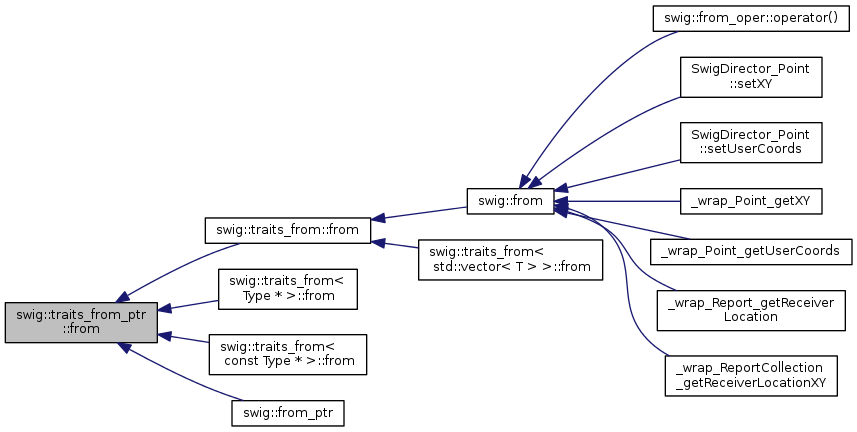 swig::from_oper::operator()
SwigDirector_Point
::setXY
SwigDirector_Point
::setUserCoords
swig::from
_wrap_Point_getXY
swig::traits_from::from
_wrap_Point_getUserCoords
swig::traits_from<
std::vector< T > >::from
swig::traits_from<
Type * >::from
_wrap_Report_getReceiver
Location
swig::traits_from_ptr
::from
swig::traits_from<
const Type * >::from
_wrap_ReportCollection
_getReceiverLocationXY
swig::from_ptr